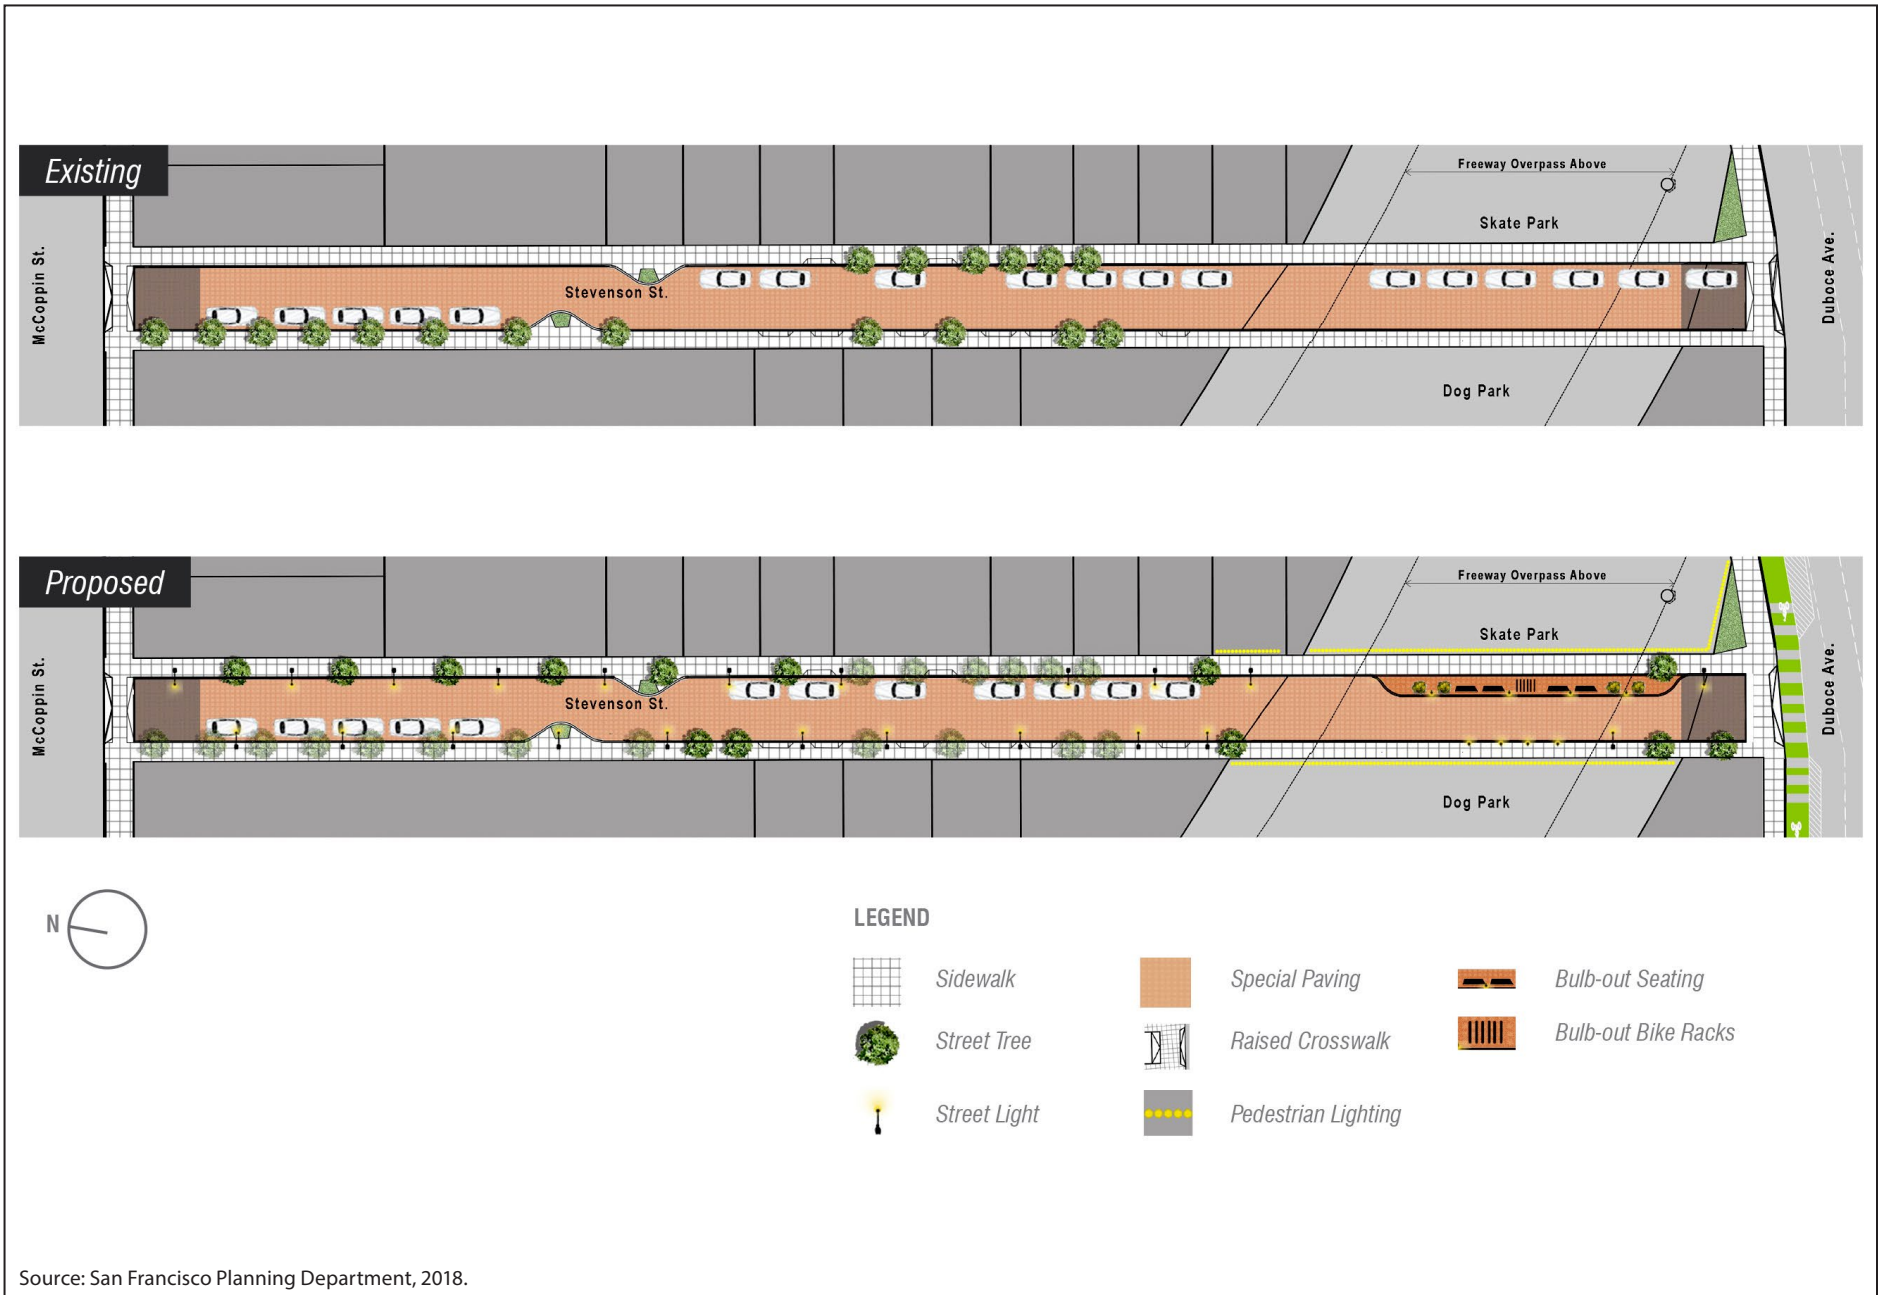 Existing
Freeway Overpass Above
Skate Park
McCoppin St.
Stevenson St.
Duboce Ave.
Dog Park
Proposed
Freeway Overpass Above
Skate Park
McCoppin St.
Stevenson St.
Duboce Ave.
Dog Park
N
LEGEND
Sidewalk
Special Paving
Bulb-out Seating
Street Tree
Raised Crosswalk
Bulb-out Bike Racks
Street Light
Pedestrian Lighting
Source: San Francisco Planning Department, 2018.